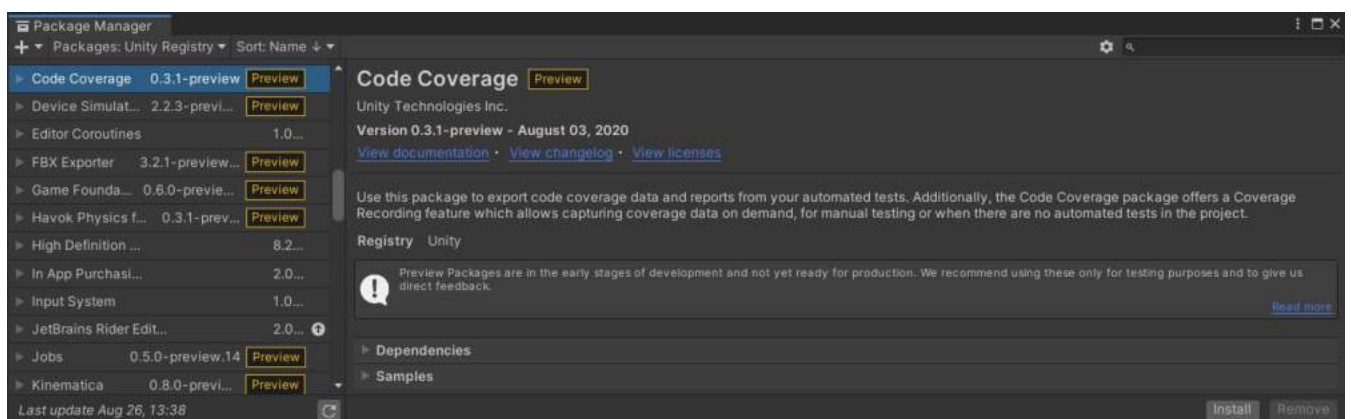 Package Manager
Packages: Unity Registry Sort: Name ↓
Code Coverage 0.3.1-preview Preview
Device Simulat... 2.2.3-previ... Preview
Editor Coroutines 1.0...
FBX Exporter 3.2.1-preview... Preview
Game Founda... 0.6.0-previe... Preview
Havok Physics f... 0.3.1-prev... Preview
High Definition ... 8.2...
In App Purchasi... 2.0...
Input System 1.0...
JetBrains Rider Edit... 2.0...
Jobs 0.5.0-preview.14 Preview
Kinematica 0.8.0-previ... Preview
Last update Aug 26, 13:38
Code Coverage Preview
Unity Technologies Inc.
Version 0.3.1-preview - August 03, 2020
View documentation • View changelog • View licenses
Use this package to export code coverage data and reports from your automated tests. Additionally, the Code Coverage package offers a Coverage
Recording feature which allows capturing coverage data on demand, for manual testing or when there are no automated tests in the project.
Registry Unity
Preview Packages are in the early stages of development and not yet ready for production. We recommend using these only for testing purposes and to give us
direct feedback.
Read more
Dependencies
Samples
Install Remove